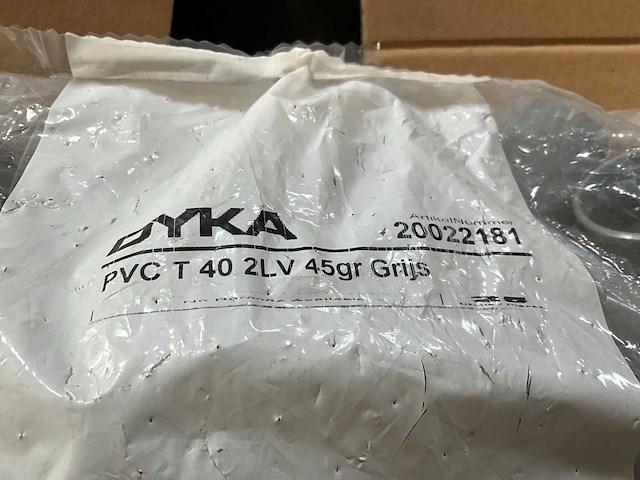 DYKA
ArtikelNummer
20022181
PVC T 40 2LV 45gr Grijs